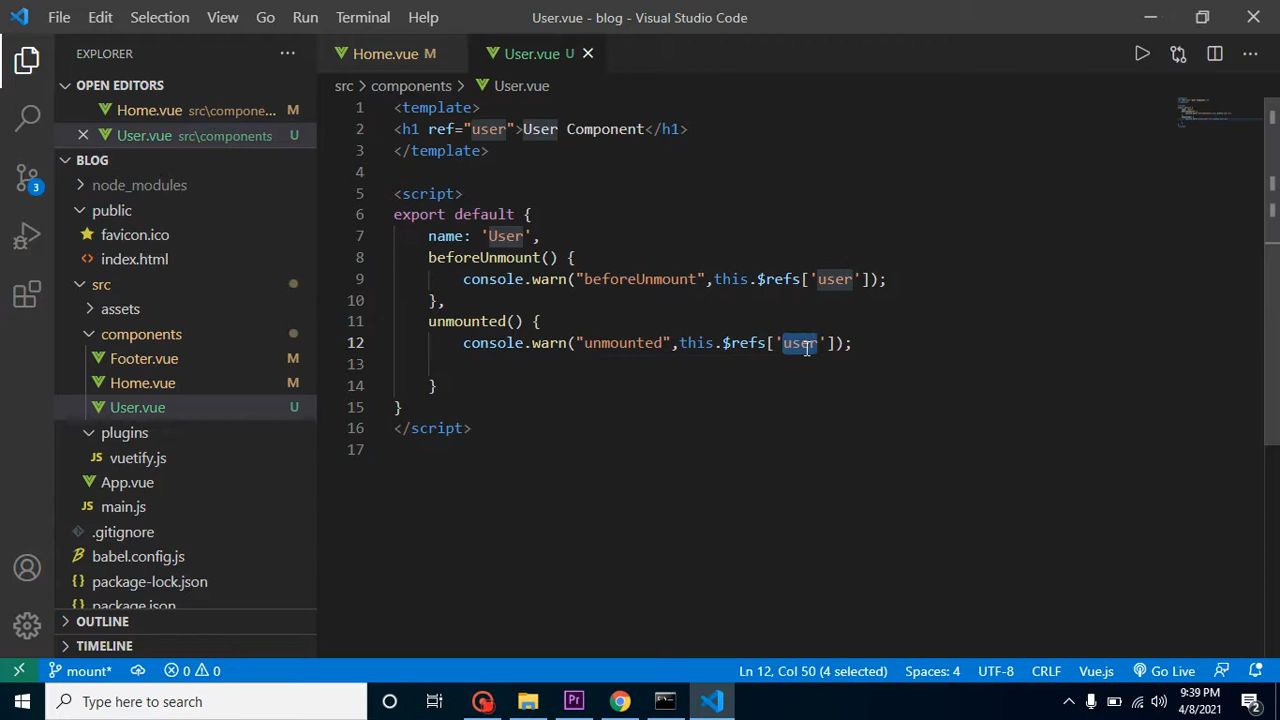 File Edit Selection View Go Run Terminal Help
User.vue - blog - Visual Studio Code
EXPLORER
OPEN EDITORS
Home.vue src\compone... M
User.vue src\components U
BLOG
node_modules
public
favicon.ico
index.html
src
assets
components
Footer.vue M
Home.vue M
User.vue U
plugins
vuetify.js
App.vue
main.js
.gitignore
babel.config.js
package-lock.json
package.json
OUTLINE
TIMELINE
3
Home.vue M
User.vue U
src > components > User.vue
1 <template>
2 <h1 ref="user">User Component</h1>
3 </template>
4
5 <script>
6 export default {
7 name: 'User',
8 beforeUnmount() {
9 console.warn("beforeUnmount",this.$refs['user']);
10 },
11 unmounted() {
12 console.warn("unmounted",this.$refs['user']);
13
14 }
15 }
16 </script>
17
mount* 0 0
Ln 12, Col 50 (4 selected) Spaces: 4 UTF-8 CRLF Vue.js Go Live
Type here to search
Pr
9:39 PM
4/8/2021
2